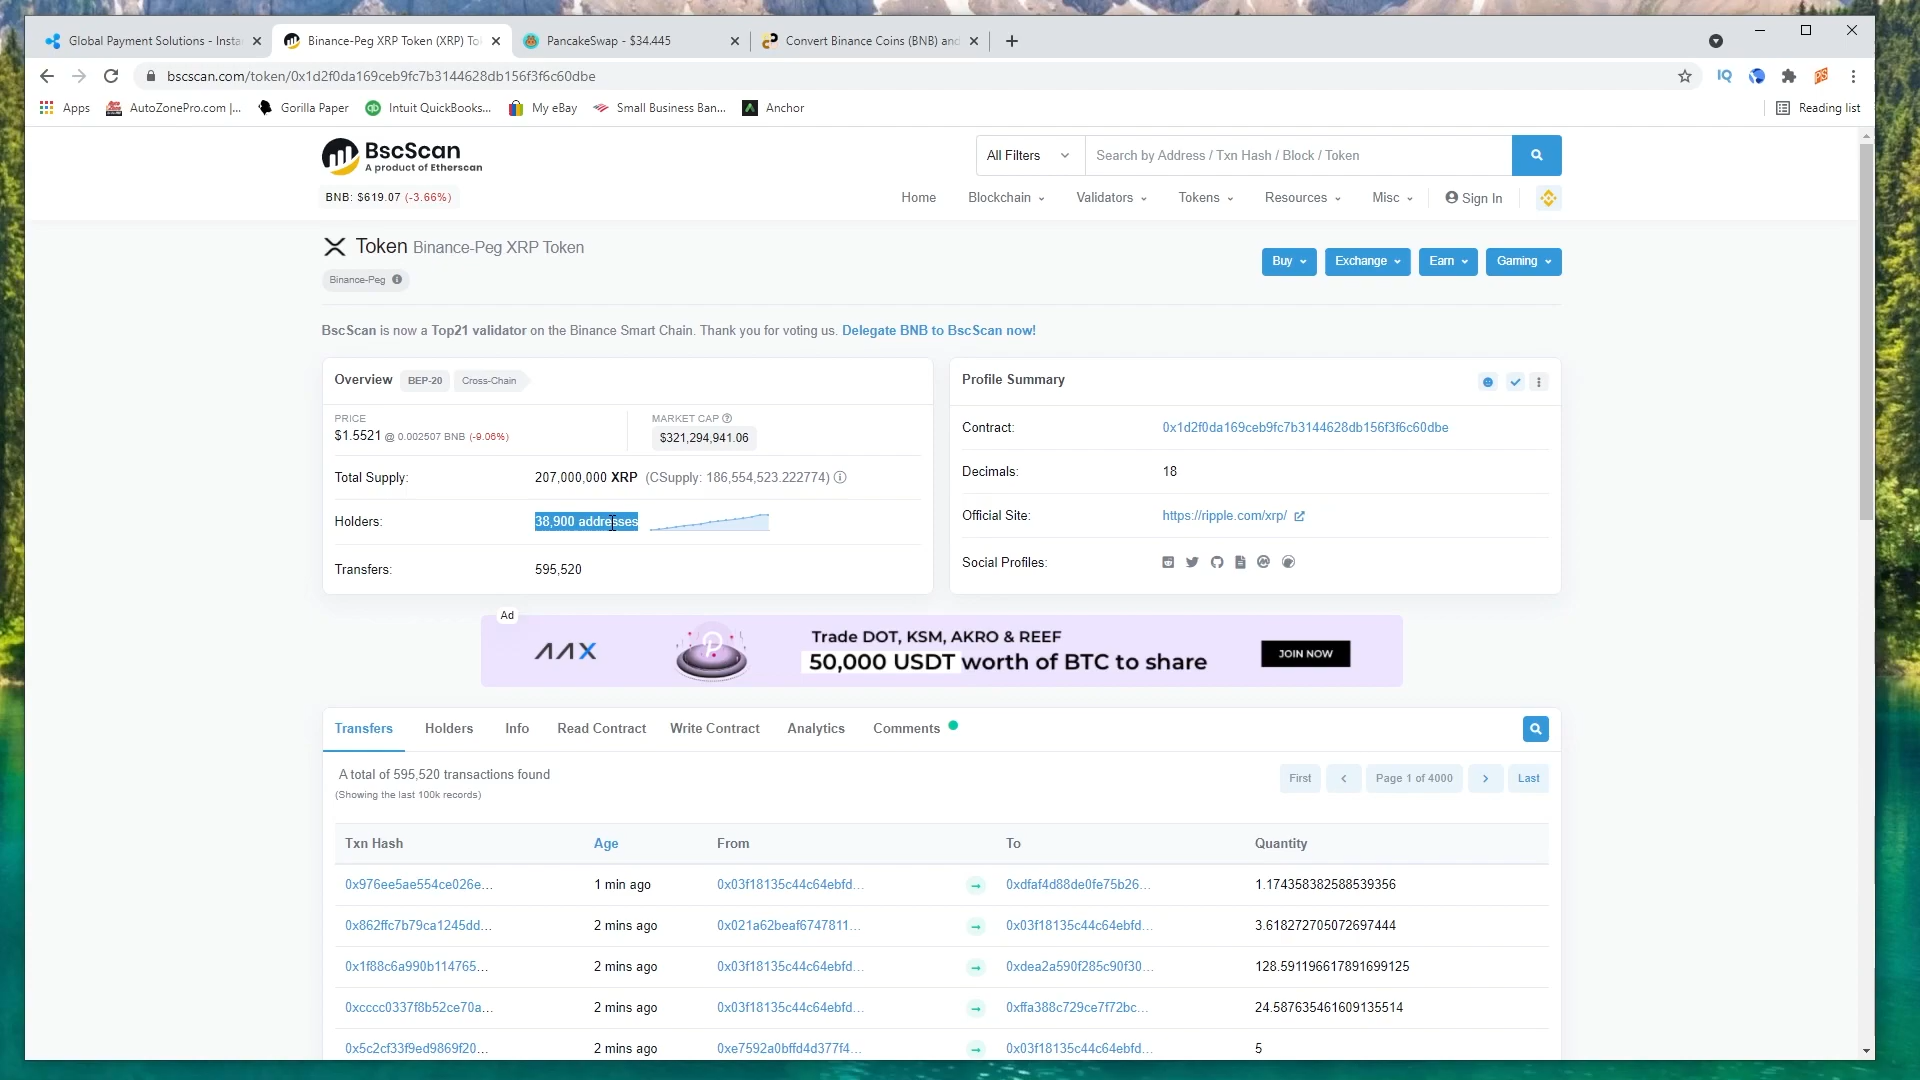 Global Payment Solutions - Insta
Binance-Peg XRP Token (XRP) To
PancakeSwap - $34.445
Convert Binance Coins (BNB) and
bscscan.com/token/0x1d2f0da169ceb9fc7b3144628db156f3f6c60dbe
Apps
AutoZonePro.com |...
Gorilla Paper
Intuit QuickBooks...
My eBay
Small Business Ban...
Anchor
Reading list
BscScan
A product of Etherscan
All Filters
Search by Address / Txn Hash / Block / Token
BNB: $619.07 (-3.66%)
Home
Blockchain
Validators
Tokens
Resources
Misc
Sign In
Token Binance-Peg XRP Token
Binance-Peg
Buy
Exchange
Earn
Gaming
BscScan is now a Top21 validator on the Binance Smart Chain. Thank you for voting us. Delegate BNB to BscScan now!
Overview BEP-20 Cross-Chain
PRICE
$1.5521 @ 0.002507 BNB (-9.06%)
MARKET CAP
$321,294,941.06
Total Supply: 207,000,000 XRP (CSupply: 186,554,523.222774)
Holders: 38,900 addresses
Transfers: 595,520
Profile Summary
Contract: 0x1d2f0da169ceb9fc7b3144628db156f3f6c60dbe
Decimals: 18
Official Site: https://ripple.com/xrp/
Social Profiles:
Ad
AAX
Trade DOT, KSM, AKRO & REEF
50,000 USDT worth of BTC to share
JOIN NOW
Transfers
Holders
Info
Read Contract
Write Contract
Analytics
Comments
A total of 595,520 transactions found
(Showing the last 100k records)
First
Page 1 of 4000
Last
Txn Hash Age From To Quantity
0x976ee5ae554ce026e... 1 min ago 0x03f18135c44c64ebfd... 0xdfaf4d88de0fe75b26... 1.174358382588539356
0x862ffc7b79ca1245dd... 2 mins ago 0x021a62beaf6747811... 0x03f18135c44c64ebfd... 3.618272705072697444
0x1f88c6a990b114765... 2 mins ago 0x03f18135c44c64ebfd... 0xdea2a590f285c90f30... 128.591196617891699125
0xcccc0337f8b52ce70a... 2 mins ago 0x03f18135c44c64ebfd... 0xffa388c729ce7f72bc... 24.587635461609135514
0x5c2cf33f9ed9869f20... 2 mins ago 0xe7592a0bffd4d377f4... 0x03f18135c44c64ebfd... 5